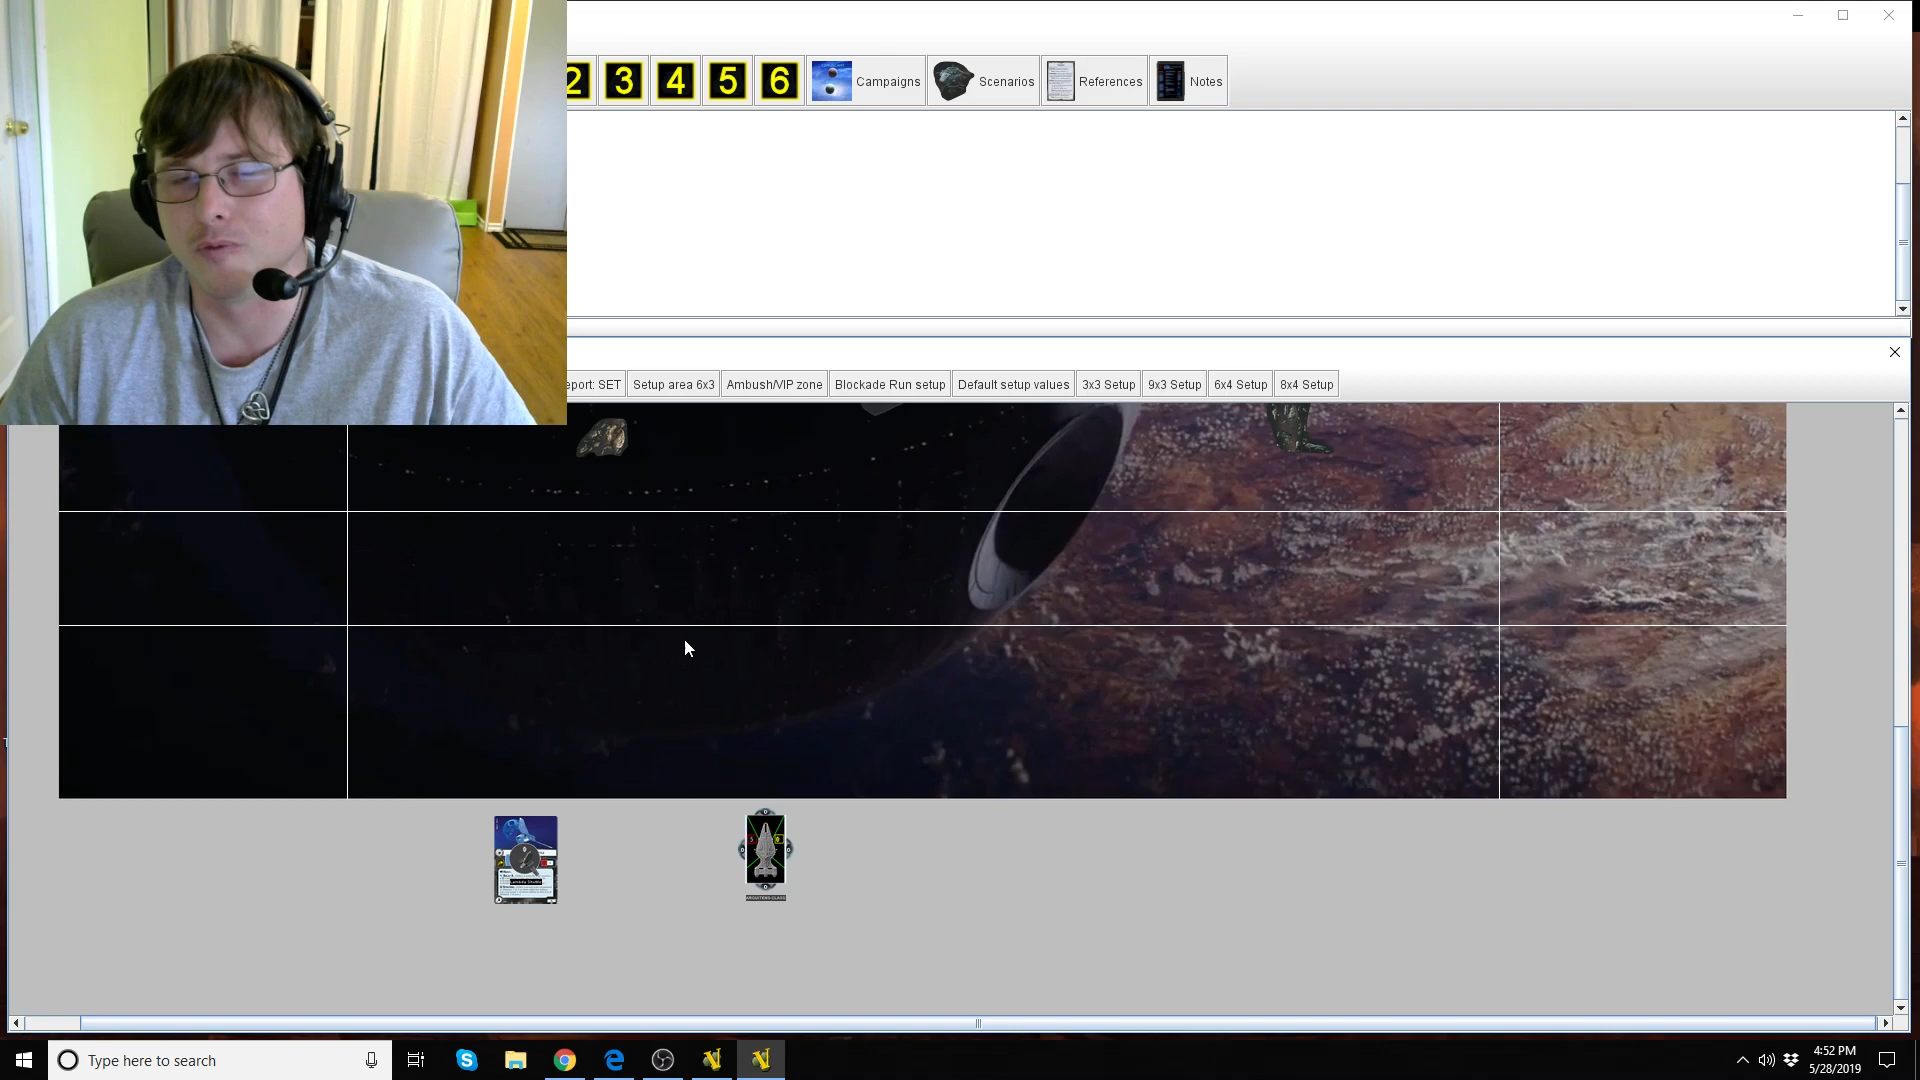 2 3 4 5 6 Campaigns Scenarios References Notes
eport: SET Setup area 6x3 Ambush/VIP zone Blockade Run setup Default setup values 3x3 Setup 9x3 Setup 6x4 Setup 8x4 Setup
ARQUITENS-CLASS
Type here to search
4:52 PM
5/28/2019